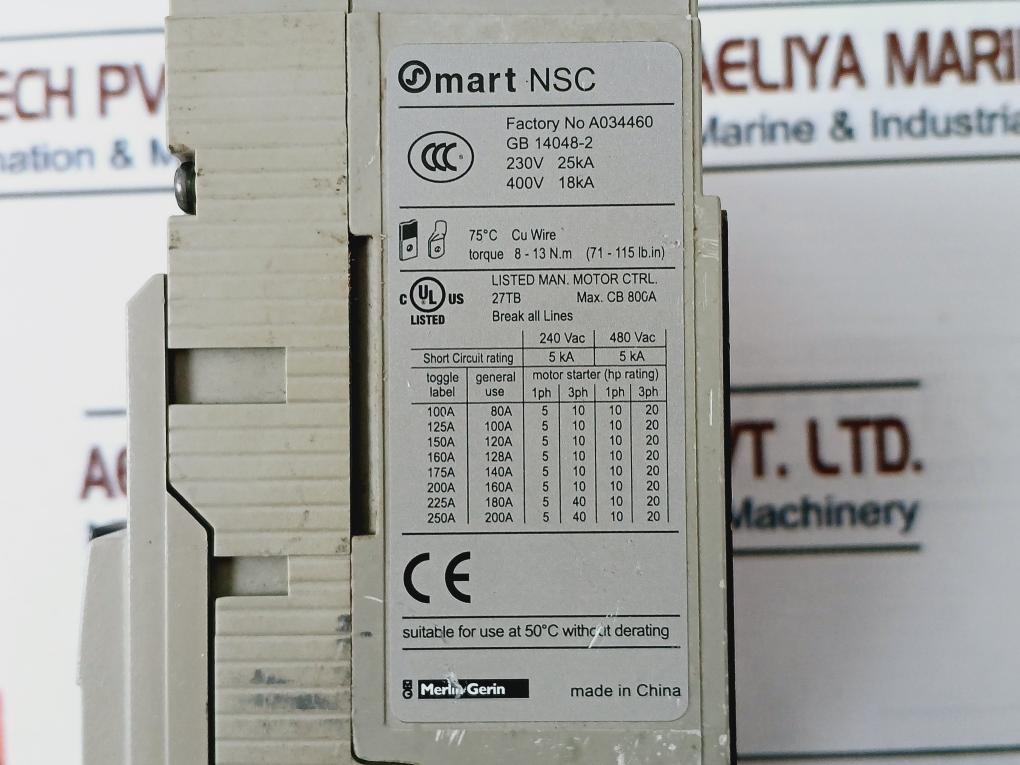 ECH PV
AELIYA MARI
nation & M
Marine & Industria
Smart NSC
CCC
Factory No A034460
GB 14048-2
230V 25kA
400V 18kA
75°C Cu Wire
torque 8 - 13 N.m (71 - 115 lb.in)
C UL US
LISTED
LISTED MAN. MOTOR CTRL.
27TB Max. CB 800A
Break all Lines
240 Vac 480 Vac
Short Circuit rating 5 kA 5 kA
toggle label general use motor starter (hp rating)
1ph 3ph 1ph 3ph
100A 80A 5 10 10 20
125A 100A 5 10 10 20
150A 120A 5 10 10 20
160A 128A 5 10 10 20
175A 140A 5 10 10 20
200A 160A 5 10 10 20
225A 180A 5 40 10 20
250A 200A 5 40 10 20
CE
suitable for use at 50°C without derating
Merlin Gerin made in China
VT. LTD.
Machinery